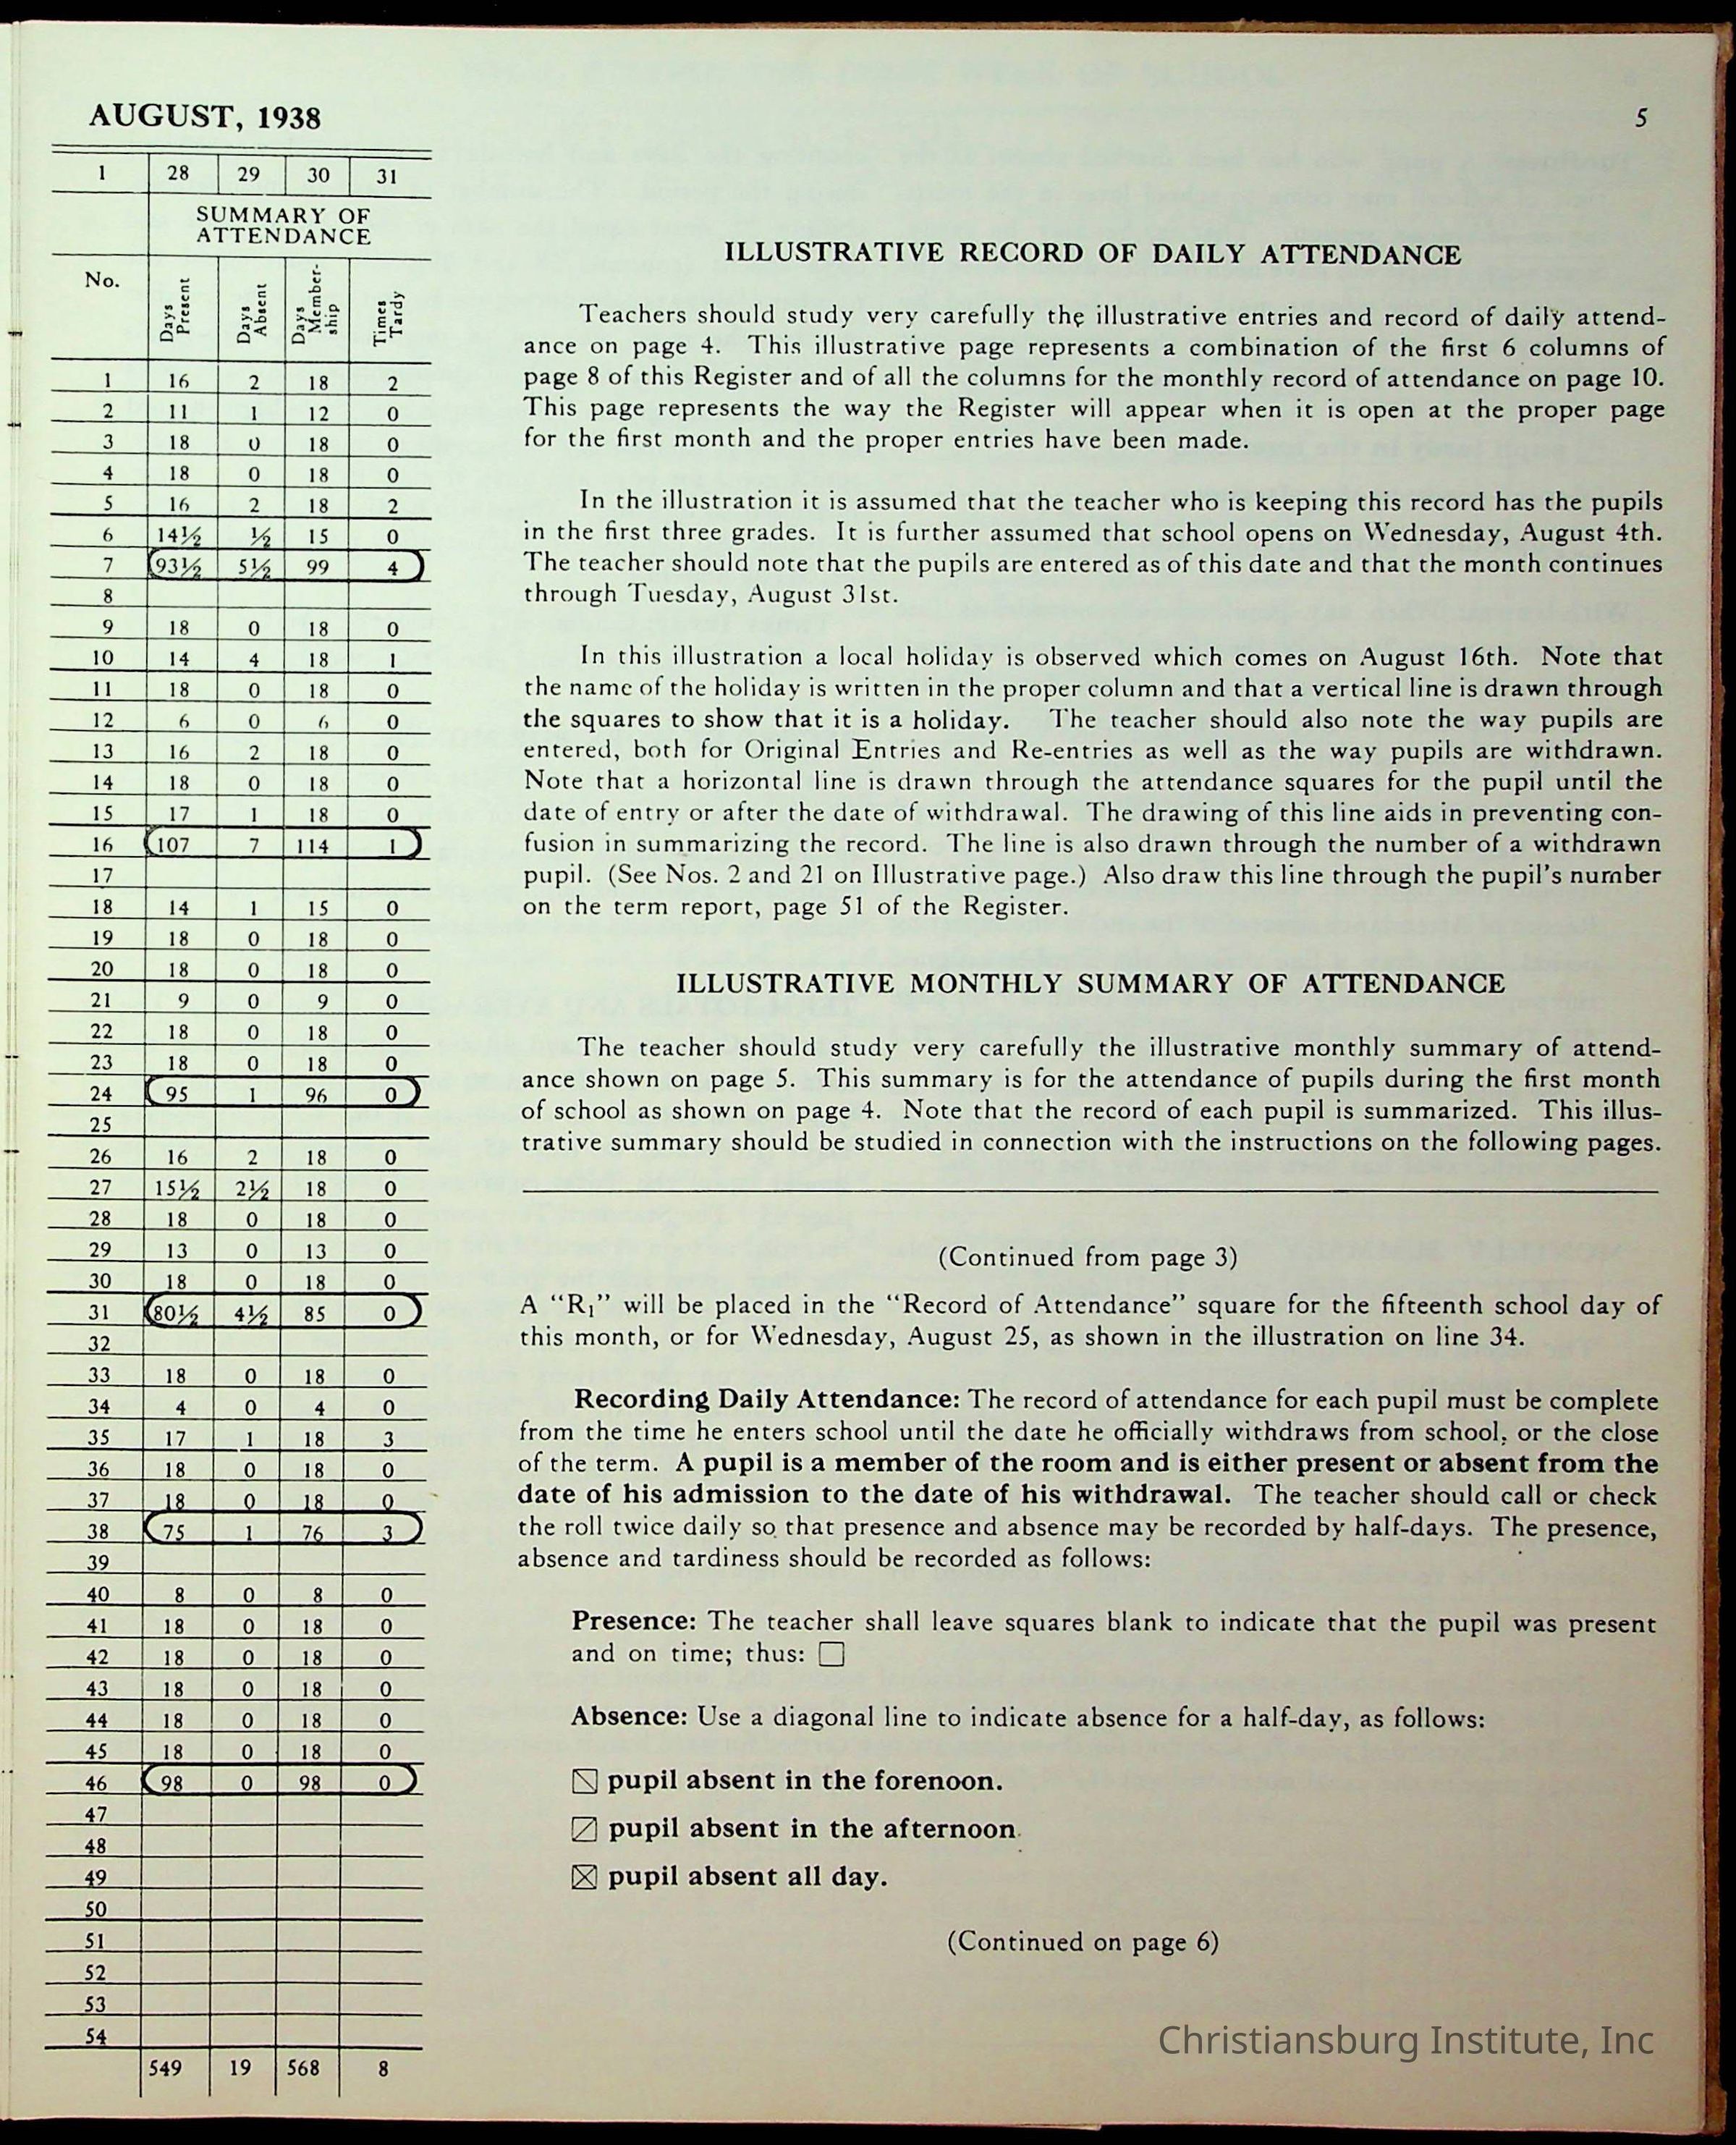 AUGUST, 1938
5
1 28 29 30 31
SUMMARY OF
ATTENDANCE
No. Days Present Days Absent Days Member-ship Times Tardy
1 16 2 18 2
2 11 1 12 0
3 18 0 18 0
4 18 0 18 0
5 16 2 18 2
6 14½ ½ 15 0
7 93½ 5½ 99 4
8
9 18 0 18 0
10 14 4 18 1
11 18 0 18 0
12 6 0 6 0
13 16 2 18 0
14 18 0 18 0
15 17 1 18 0
16 107 7 114 1
17
18 14 1 15 0
19 18 0 18 0
20 18 0 18 0
21 9 0 9 0
22 18 0 18 0
23 18 0 18 0
24 95 1 96 0
25
26 16 2 18 0
27 15½ 2½ 18 0
28 18 0 18 0
29 13 0 13 0
30 18 0 18 0
31 80½ 4½ 85 0
32
33 18 0 18 0
34 4 0 4 0
35 17 1 18 3
36 18 0 18 0
37 18 0 18 0
38 75 1 76 3
39
40 8 0 8 0
41 18 0 18 0
42 18 0 18 0
43 18 0 18 0
44 18 0 18 0
45 18 0 18 0
46 98 0 98 0
47
48
49
50
51
52
53
54
549 19 568 8
ILLUSTRATIVE RECORD OF DAILY ATTENDANCE
Teachers should study very carefully the illustrative entries and record of daily attend-
ance on page 4. This illustrative page represents a combination of the first 6 columns of
page 8 of this Register and of all the columns for the monthly record of attendance on page 10.
This page represents the way the Register will appear when it is open at the proper page
for the first month and the proper entries have been made.
In the illustration it is assumed that the teacher who is keeping this record has the pupils
in the first three grades. It is further assumed that school opens on Wednesday, August 4th.
The teacher should note that the pupils are entered as of this date and that the month continues
through Tuesday, August 31st.
In this illustration a local holiday is observed which comes on August 16th. Note that
the name of the holiday is written in the proper column and that a vertical line is drawn through
the squares to show that it is a holiday. The teacher should also note the way pupils are
entered, both for Original Entries and Re-entries as well as the way pupils are withdrawn.
Note that a horizontal line is drawn through the attendance squares for the pupil until the
date of entry or after the date of withdrawal. The drawing of this line aids in preventing con-
fusion in summarizing the record. The line is also drawn through the number of a withdrawn
pupil. (See Nos. 2 and 21 on Illustrative page.) Also draw this line through the pupil's number
on the term report, page 51 of the Register.
ILLUSTRATIVE MONTHLY SUMMARY OF ATTENDANCE
The teacher should study very carefully the illustrative monthly summary of attend-
ance shown on page 5. This summary is for the attendance of pupils during the first month
of school as shown on page 4. Note that the record of each pupil is summarized. This illus-
trative summary should be studied in connection with the instructions on the following pages.
(Continued from page 3)
A "R₁" will be placed in the "Record of Attendance" square for the fifteenth school day of
this month, or for Wednesday, August 25, as shown in the illustration on line 34.
Recording Daily Attendance: The record of attendance for each pupil must be complete
from the time he enters school until the date he officially withdraws from school, or the close
of the term. A pupil is a member of the room and is either present or absent from the
date of his admission to the date of his withdrawal. The teacher should call or check
the roll twice daily so that presence and absence may be recorded by half-days. The presence,
absence and tardiness should be recorded as follows:
Presence: The teacher shall leave squares blank to indicate that the pupil was present
and on time; thus:
Absence: Use a diagonal line to indicate absence for a half-day, as follows:
pupil absent in the forenoon.
pupil absent in the afternoon.
pupil absent all day.
(Continued on page 6)
Christiansburg Institute, Inc